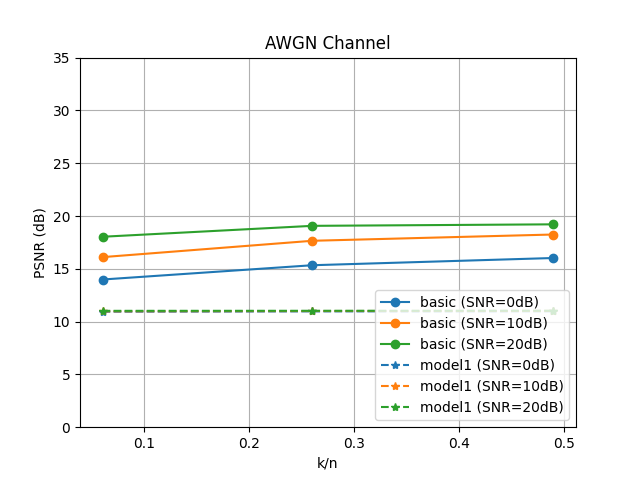 AWGN Channel
PSNR (dB)
35
30
25
20
15
10
5
0
0.1 0.2 0.3 0.4 0.5
k/n
basic (SNR=0dB)
basic (SNR=10dB)
basic (SNR=20dB)
model1 (SNR=0dB)
model1 (SNR=10dB)
model1 (SNR=20dB)